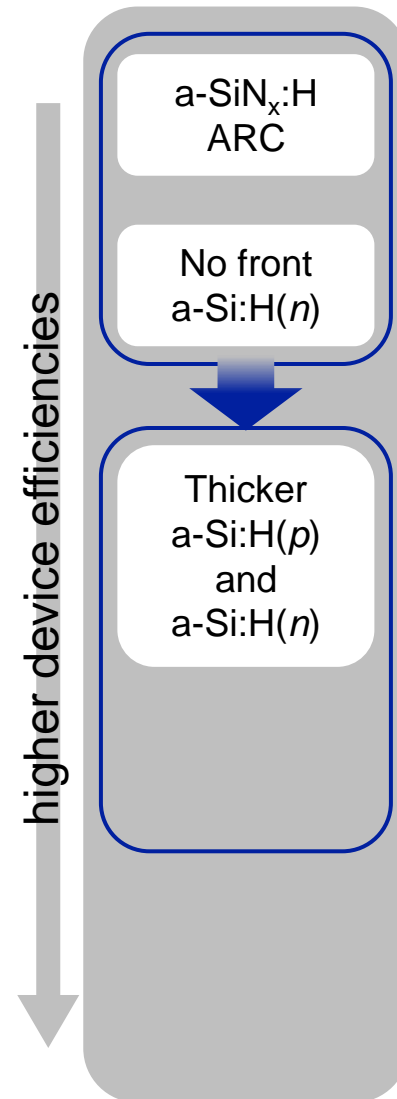 higher device efficiencies
a-SiNₓ:H
ARC
No front
a-Si:H(n)
Thicker
a-Si:H(p)
and
a-Si:H(n)